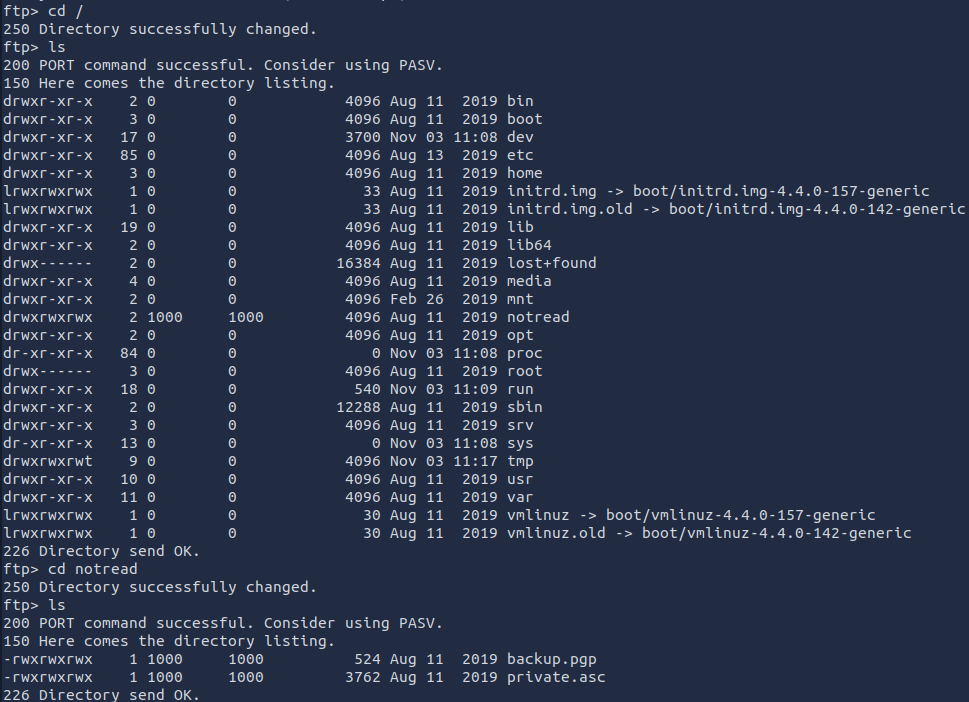 ftp> cd /
250 Directory successfully changed.
ftp> ls
200 PORT command successful. Consider using PASV.
150 Here comes the directory listing.
drwxr-xr-x    2 0        0            4096 Aug 11  2019 bin
drwxr-xr-x    3 0        0            4096 Aug 11  2019 boot
drwxr-xr-x   17 0        0            3700 Nov 03 11:08 dev
drwxr-xr-x   85 0        0            4096 Aug 13  2019 etc
drwxr-xr-x    3 0        0            4096 Aug 11  2019 home
lrwxrwxrwx    1 0        0              33 Aug 11  2019 initrd.img -> boot/initrd.img-4.4.0-157-generic
lrwxrwxrwx    1 0        0              33 Aug 11  2019 initrd.img.old -> boot/initrd.img-4.4.0-142-generic
drwxr-xr-x   19 0        0            4096 Aug 11  2019 lib
drwxr-xr-x    2 0        0            4096 Aug 11  2019 lib64
drwx------    2 0        0           16384 Aug 11  2019 lost+found
drwxr-xr-x    4 0        0            4096 Aug 11  2019 media
drwxr-xr-x    2 0        0            4096 Feb 26  2019 mnt
drwxrwxrwx    2 1000     1000         4096 Aug 11  2019 notread
drwxr-xr-x    2 0        0            4096 Aug 11  2019 opt
dr-xr-xr-x   84 0        0               0 Nov 03 11:08 proc
drwx------    3 0        0            4096 Aug 11  2019 root
drwxr-xr-x   18 0        0             540 Nov 03 11:09 run
drwxr-xr-x    2 0        0           12288 Aug 11  2019 sbin
drwxr-xr-x    3 0        0            4096 Aug 11  2019 srv
dr-xr-xr-x   13 0        0               0 Nov 03 11:08 sys
drwxrwxrwt    9 0        0            4096 Nov 03 11:17 tmp
drwxr-xr-x   10 0        0            4096 Aug 11  2019 usr
drwxr-xr-x   11 0        0            4096 Aug 11  2019 var
lrwxrwxrwx    1 0        0              30 Aug 11  2019 vmlinuz -> boot/vmlinuz-4.4.0-157-generic
lrwxrwxrwx    1 0        0              30 Aug 11  2019 vmlinuz.old -> boot/vmlinuz-4.4.0-142-generic
226 Directory send OK.
ftp> cd notread
250 Directory successfully changed.
ftp> ls
200 PORT command successful. Consider using PASV.
150 Here comes the directory listing.
-rwxrwxrwx    1 1000     1000          524 Aug 11  2019 backup.pgp
-rwxrwxrwx    1 1000     1000         3762 Aug 11  2019 private.asc
226 Directory send OK.